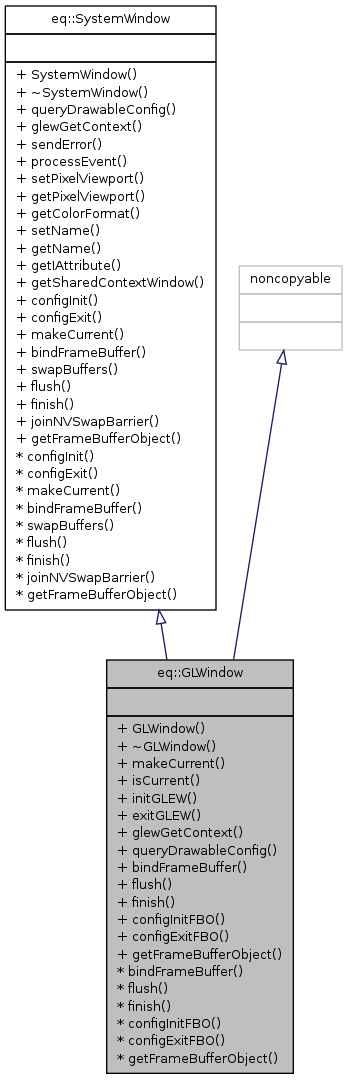 eq::SystemWindow
+ SystemWindow()
+ ~SystemWindow()
+ queryDrawableConfig()
+ glewGetContext()
+ sendError()
+ processEvent()
+ setPixelViewport()
+ getPixelViewport()
+ getColorFormat()
+ setName()
+ getName()
+ getIAttribute()
+ getSharedContextWindow()
+ configInit()
+ configExit()
+ makeCurrent()
+ bindFrameBuffer()
+ swapBuffers()
+ flush()
+ finish()
+ joinNVSwapBarrier()
+ getFrameBufferObject()
* configInit()
* configExit()
* makeCurrent()
* bindFrameBuffer()
* swapBuffers()
* flush()
* finish()
* joinNVSwapBarrier()
* getFrameBufferObject()
noncopyable
eq::GLWindow
+ GLWindow()
+ ~GLWindow()
+ makeCurrent()
+ isCurrent()
+ initGLEW()
+ exitGLEW()
+ glewGetContext()
+ queryDrawableConfig()
+ bindFrameBuffer()
+ flush()
+ finish()
+ configInitFBO()
+ configExitFBO()
+ getFrameBufferObject()
* bindFrameBuffer()
* flush()
* finish()
* configInitFBO()
* configExitFBO()
* getFrameBufferObject()